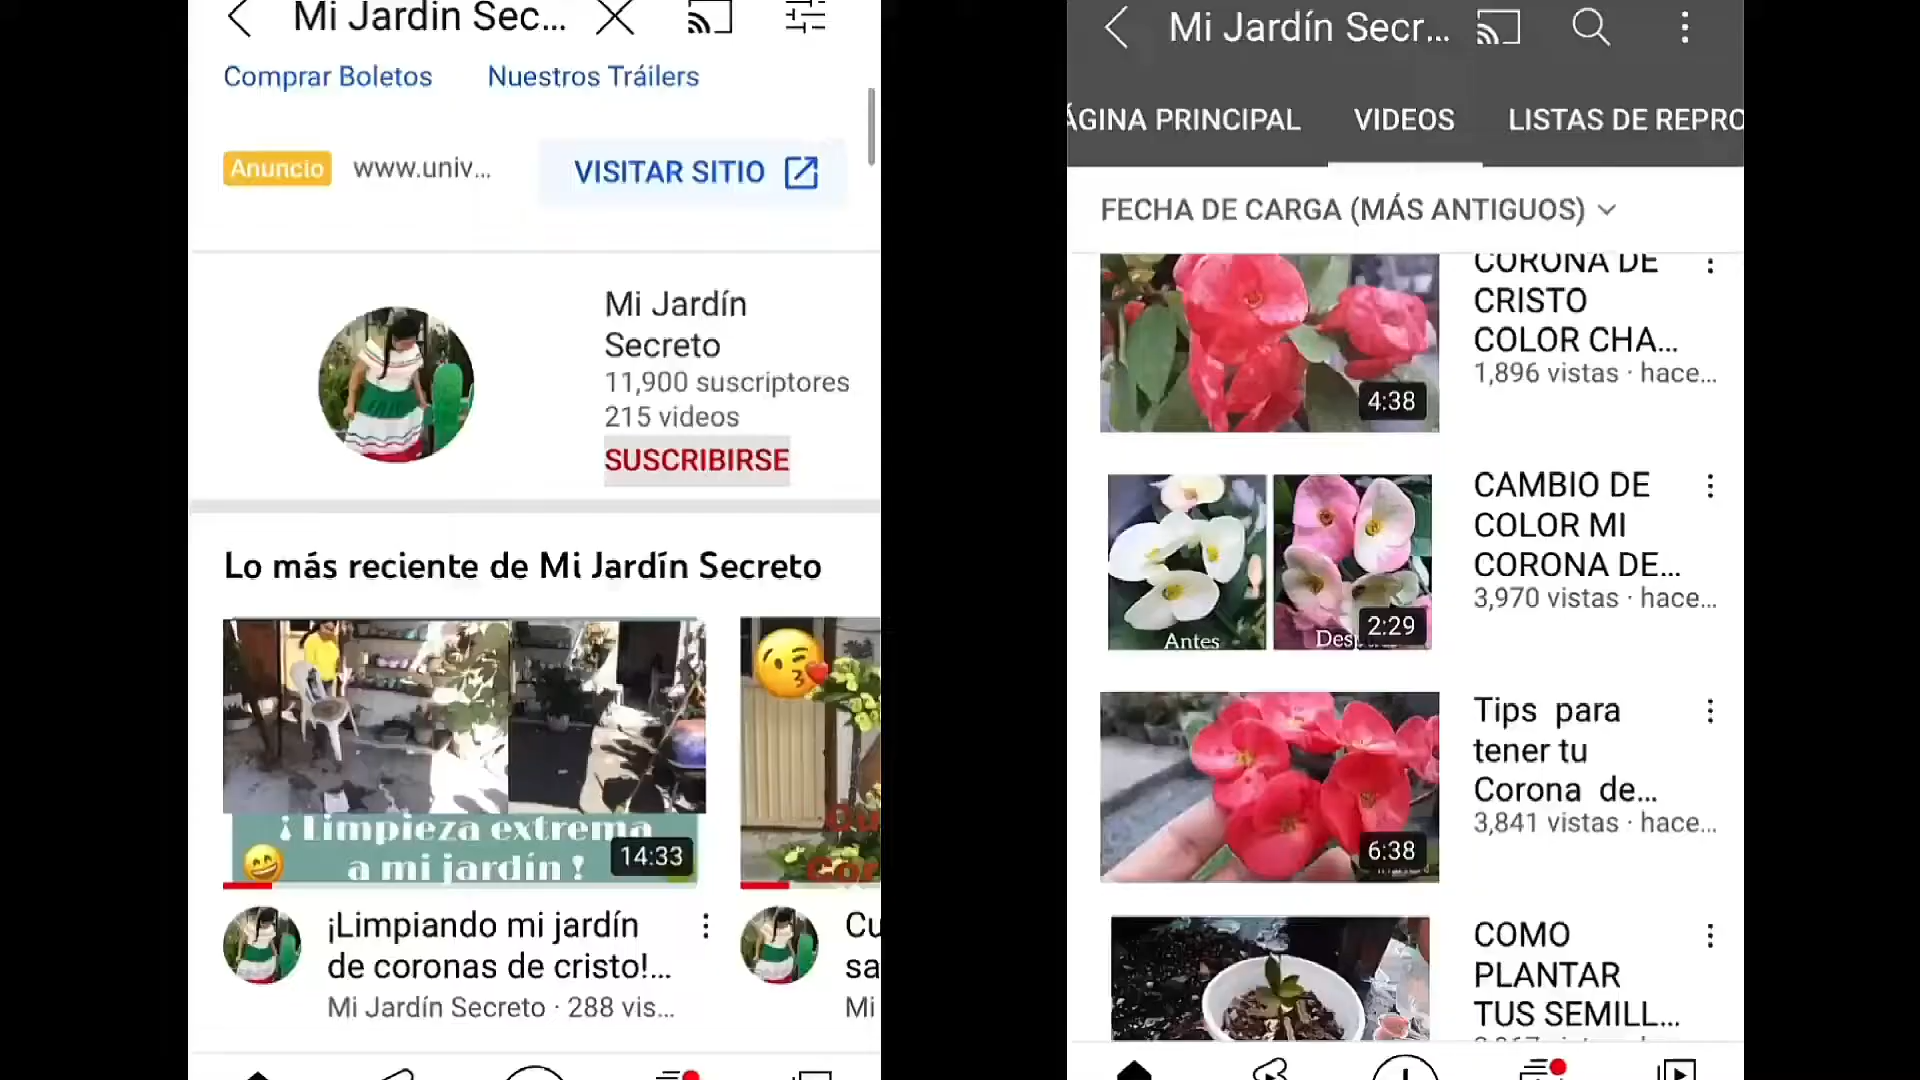 Mi Jardín Sec...
Comprar Boletos
Nuestros Tráilers
Anuncio
www.univ...
VISITAR SITIO
Mi Jardín
Secreto
11,900 suscriptores
215 videos
SUSCRIBIRSE
Lo más reciente de Mi Jardín Secreto
¡Limpieza extrema
a mi jardín!
14:33
¡Limpiando mi jardín
de coronas de cristo!...
Mi Jardín Secreto · 288 vis...
Cu
sa
Mi
Mi Jardín Secr...
ÁGINA PRINCIPAL
VIDEOS
LISTAS DE REPRO
FECHA DE CARGA (MÁS ANTIGUOS)
CORONA DE
CRISTO
COLOR CHA...
1,896 vistas · hace...
4:38
CAMBIO DE
COLOR MI
CORONA DE...
3,970 vistas · hace...
Antes
2:29
Tips para
tener tu
Corona de...
3,841 vistas · hace...
6:38
COMO
PLANTAR
TUS SEMILL...